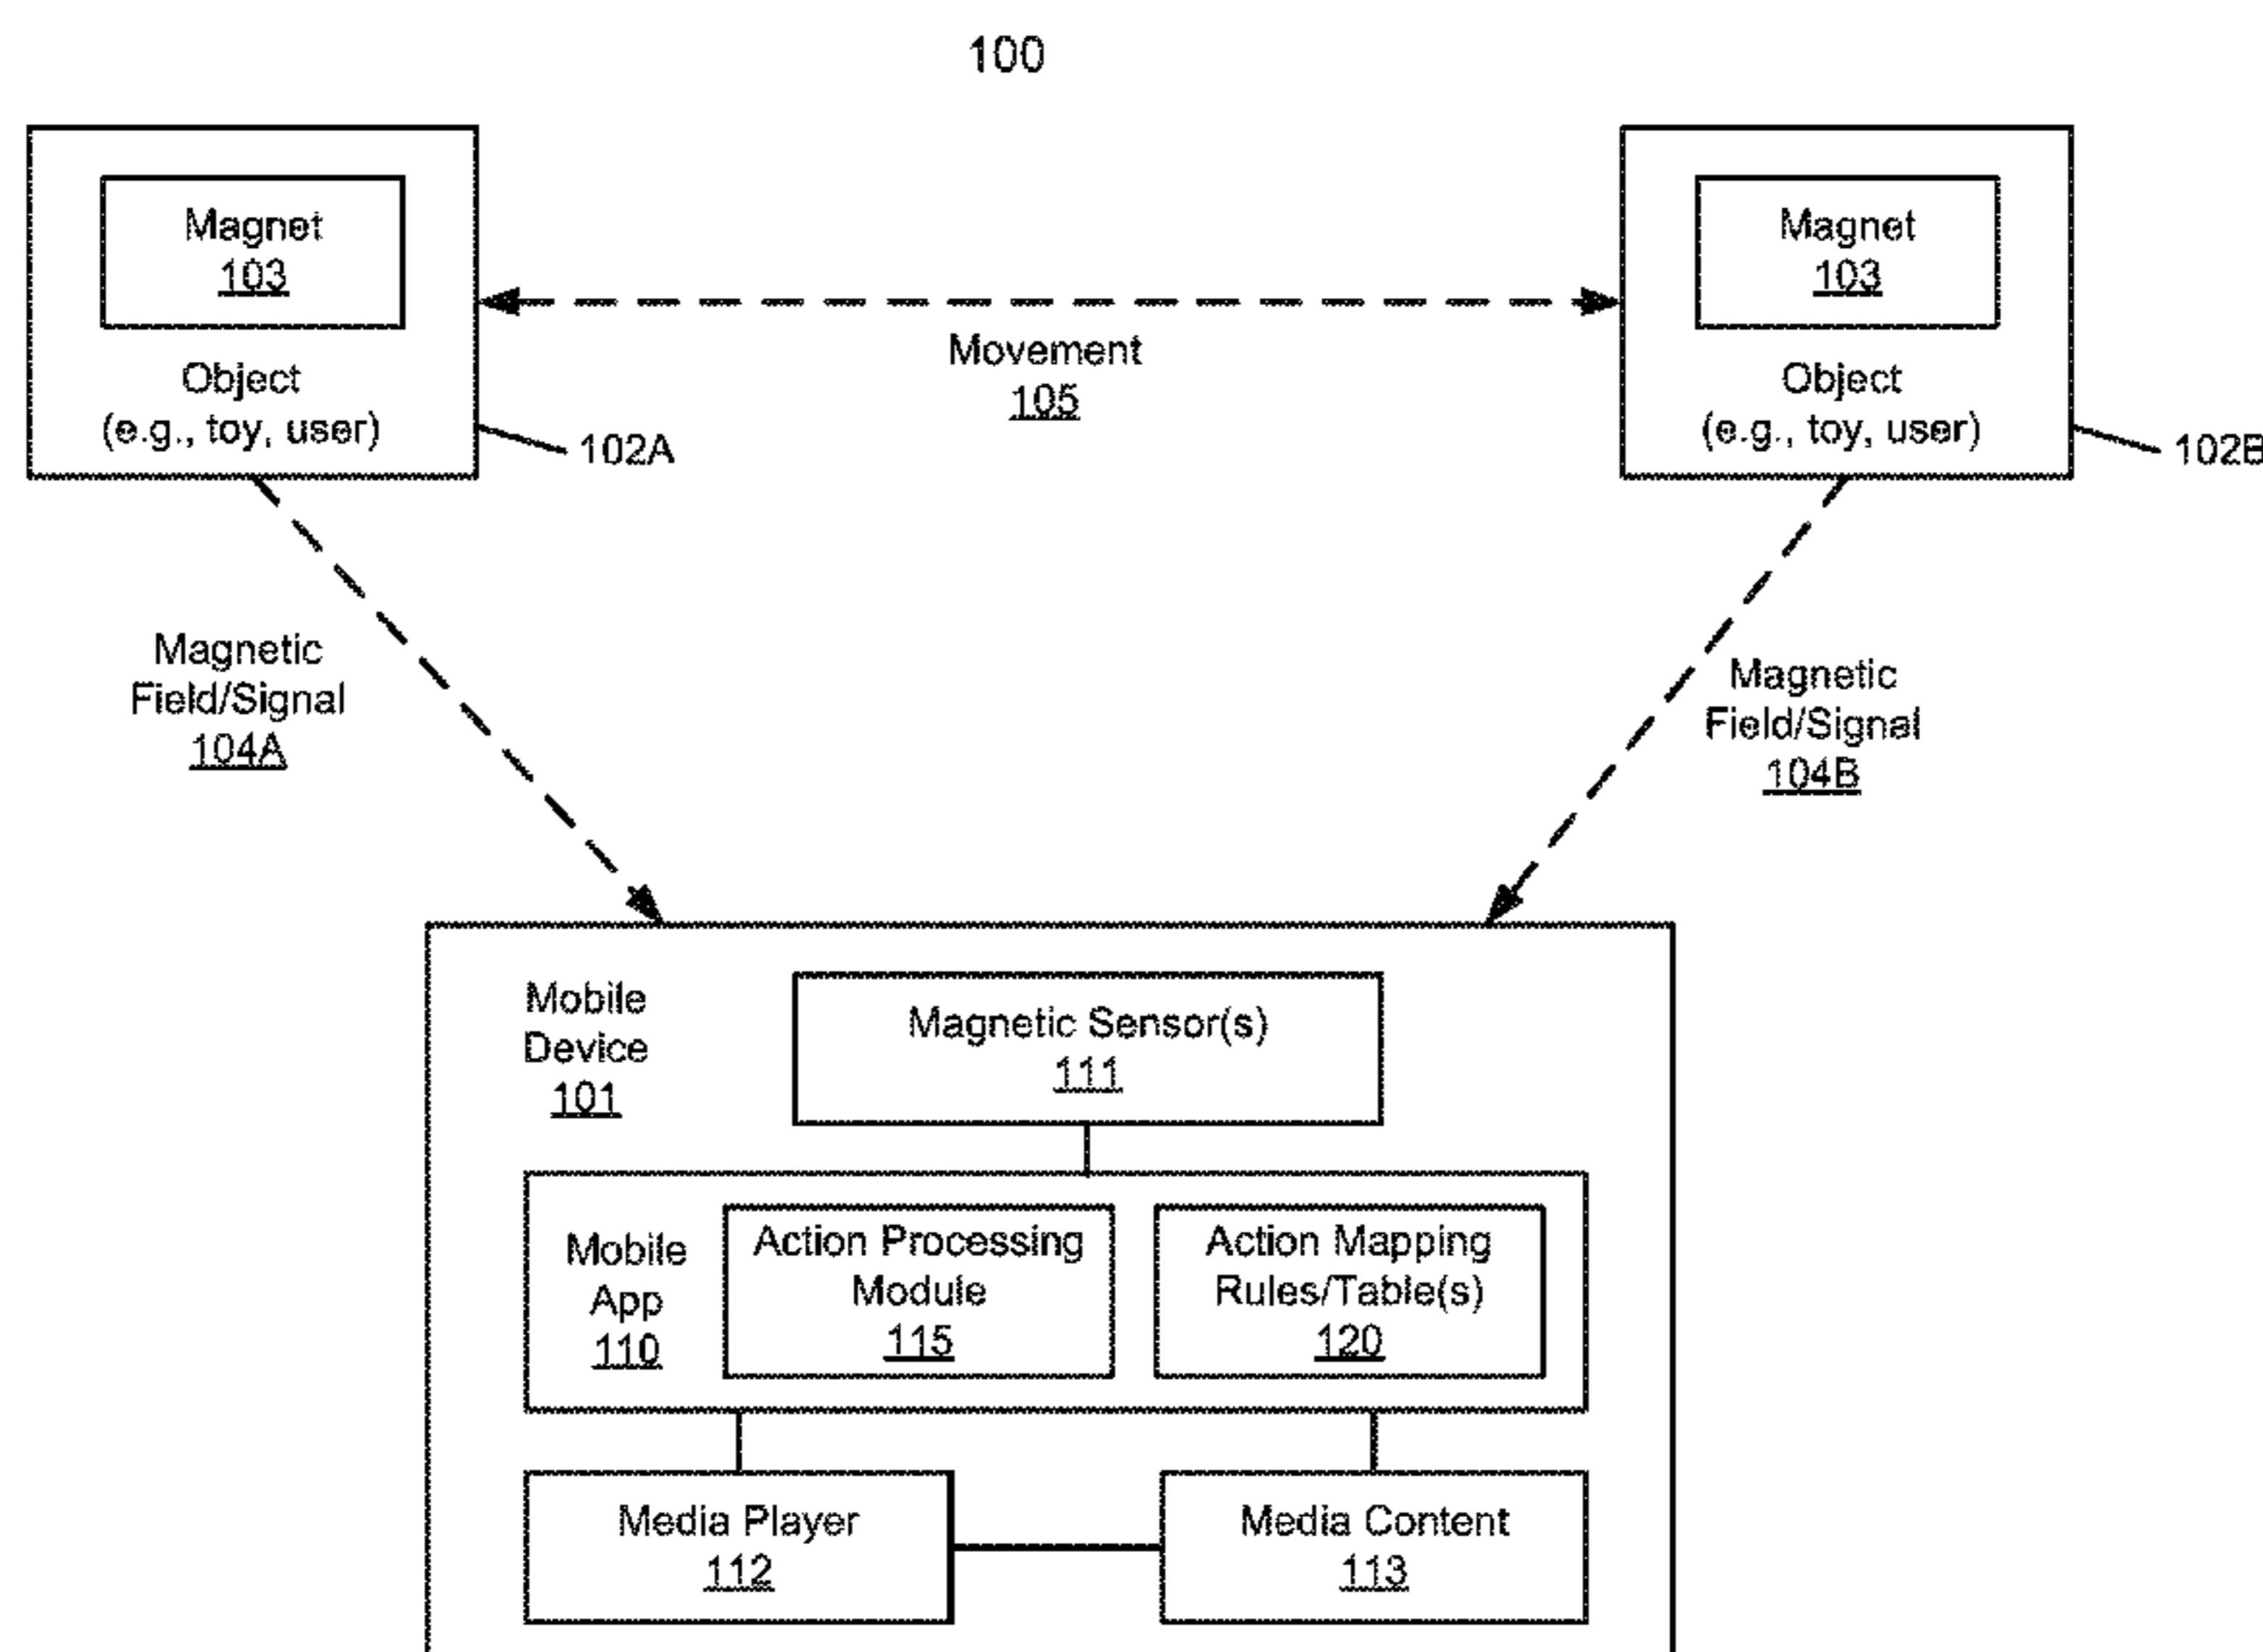 100
Magnet
103
Object
(e.g., toy, user)
102A
Movement
105
Magnet
103
Object
(e.g., toy, user)
102B
Magnetic
Field/Signal
104A
Magnetic
Field/Signal
104B
Mobile
Device
101
Magnetic Sensor(s)
111
Mobile
App
110
Action Processing
Module
115
Action Mapping
Rules/Table(s)
120
Media Player
112
Media Content
113